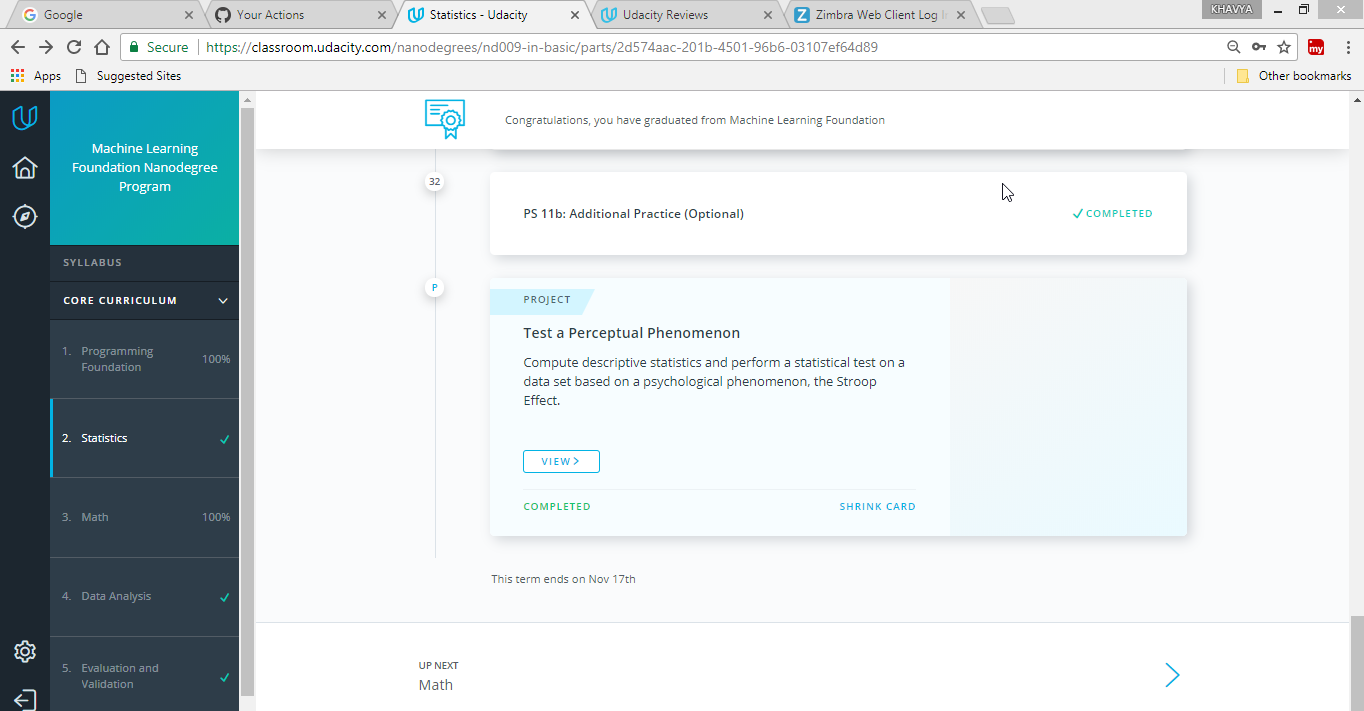 Google
Your Actions
Statistics - Udacity
Udacity Reviews
Zimbra Web Client Log
KHAVYA
Secure
https://classroom.udacity.com/nanodegrees/nd009-in-basic/parts/2d574aac-201b-4501-96b6-03107ef64d89
my
Apps
Suggested Sites
Other bookmarks
Machine Learning
Foundation Nanodegree
Program
SYLLABUS
CORE CURRICULUM
1. Programming
Foundation
100%
2. Statistics
3. Math
100%
4. Data Analysis
5. Evaluation and
Validation
Congratulations, you have graduated from Machine Learning Foundation
32
PS 11b: Additional Practice (Optional)
COMPLETED
P
PROJECT
Test a Perceptual Phenomenon
Compute descriptive statistics and perform a statistical test on a
data set based on a psychological phenomenon, the Stroop
Effect.
VIEW >
COMPLETED
SHRINK CARD
This term ends on Nov 17th
UP NEXT
Math